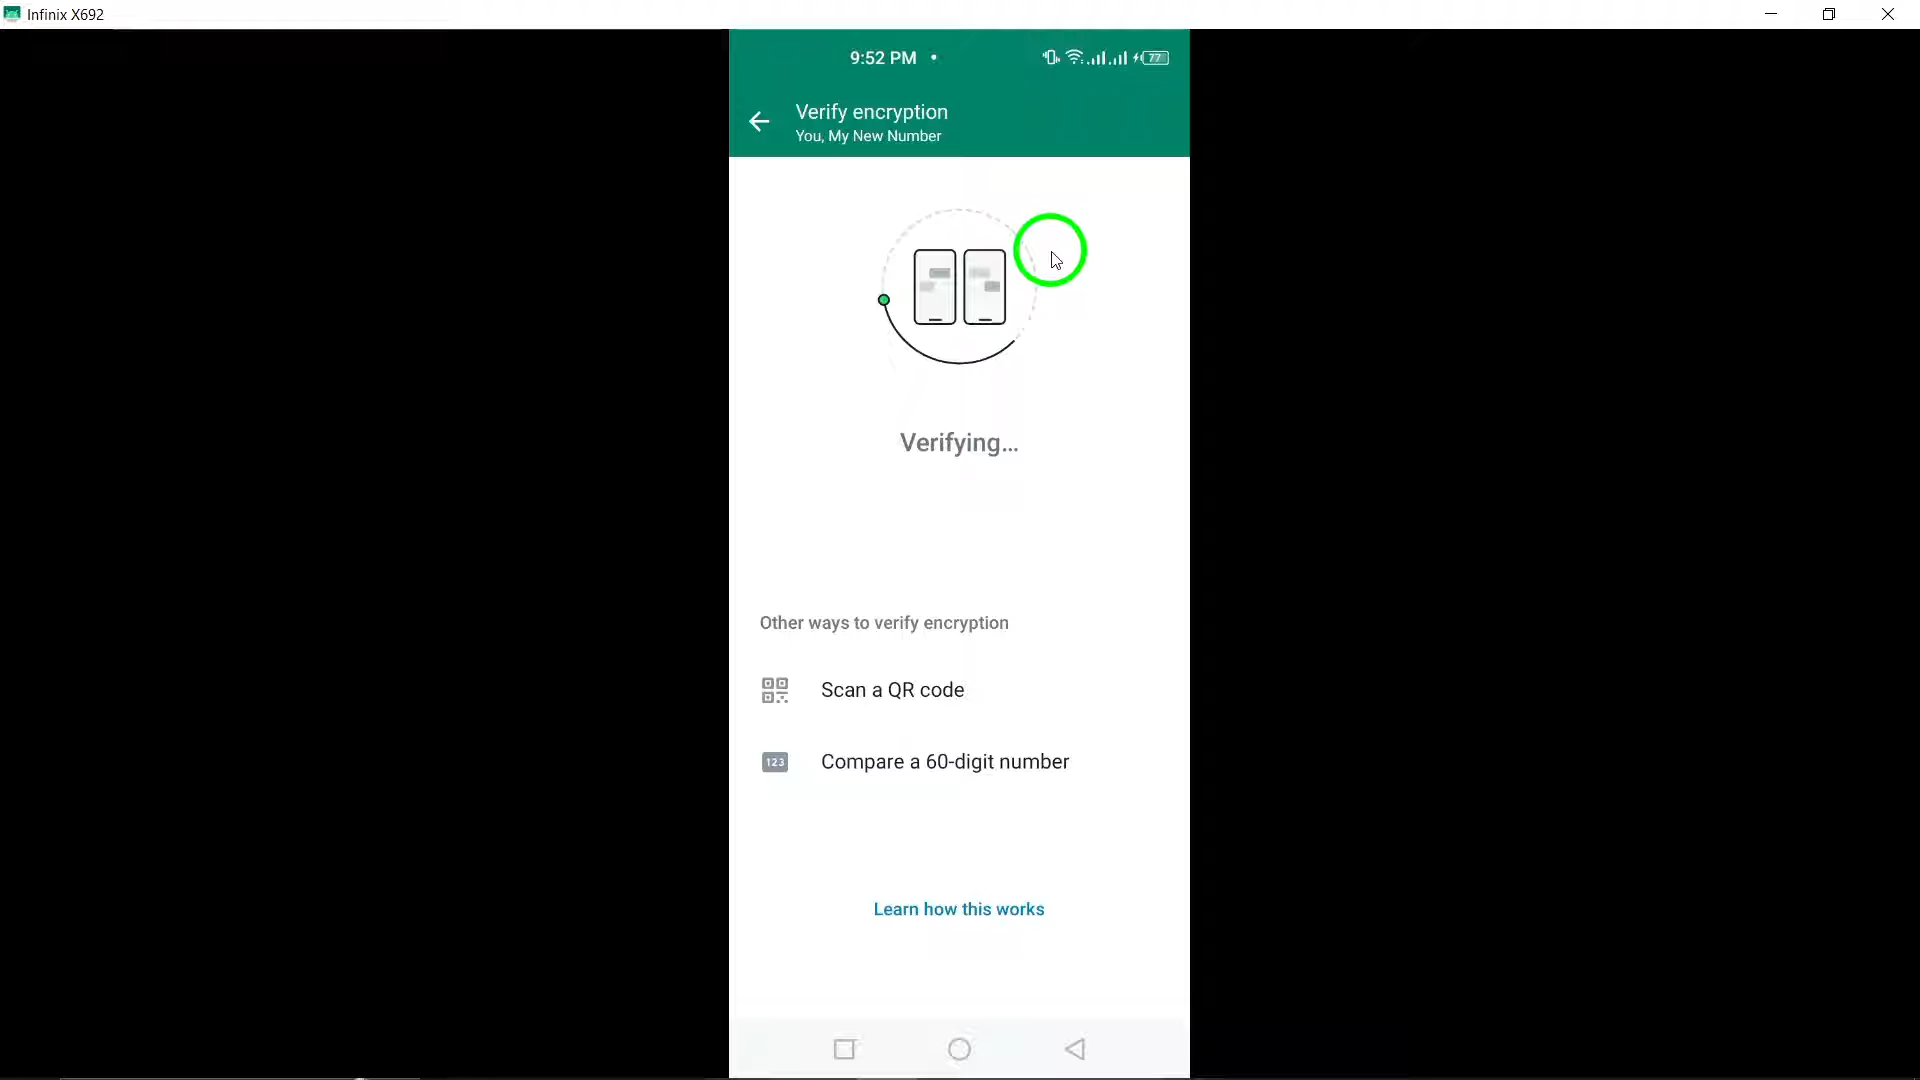 Infinix X692
9:52 PM
77
Verify encryption
You, My New Number
Verifying...
Other ways to verify encryption
Scan a QR code
123
Compare a 60-digit number
Learn how this works